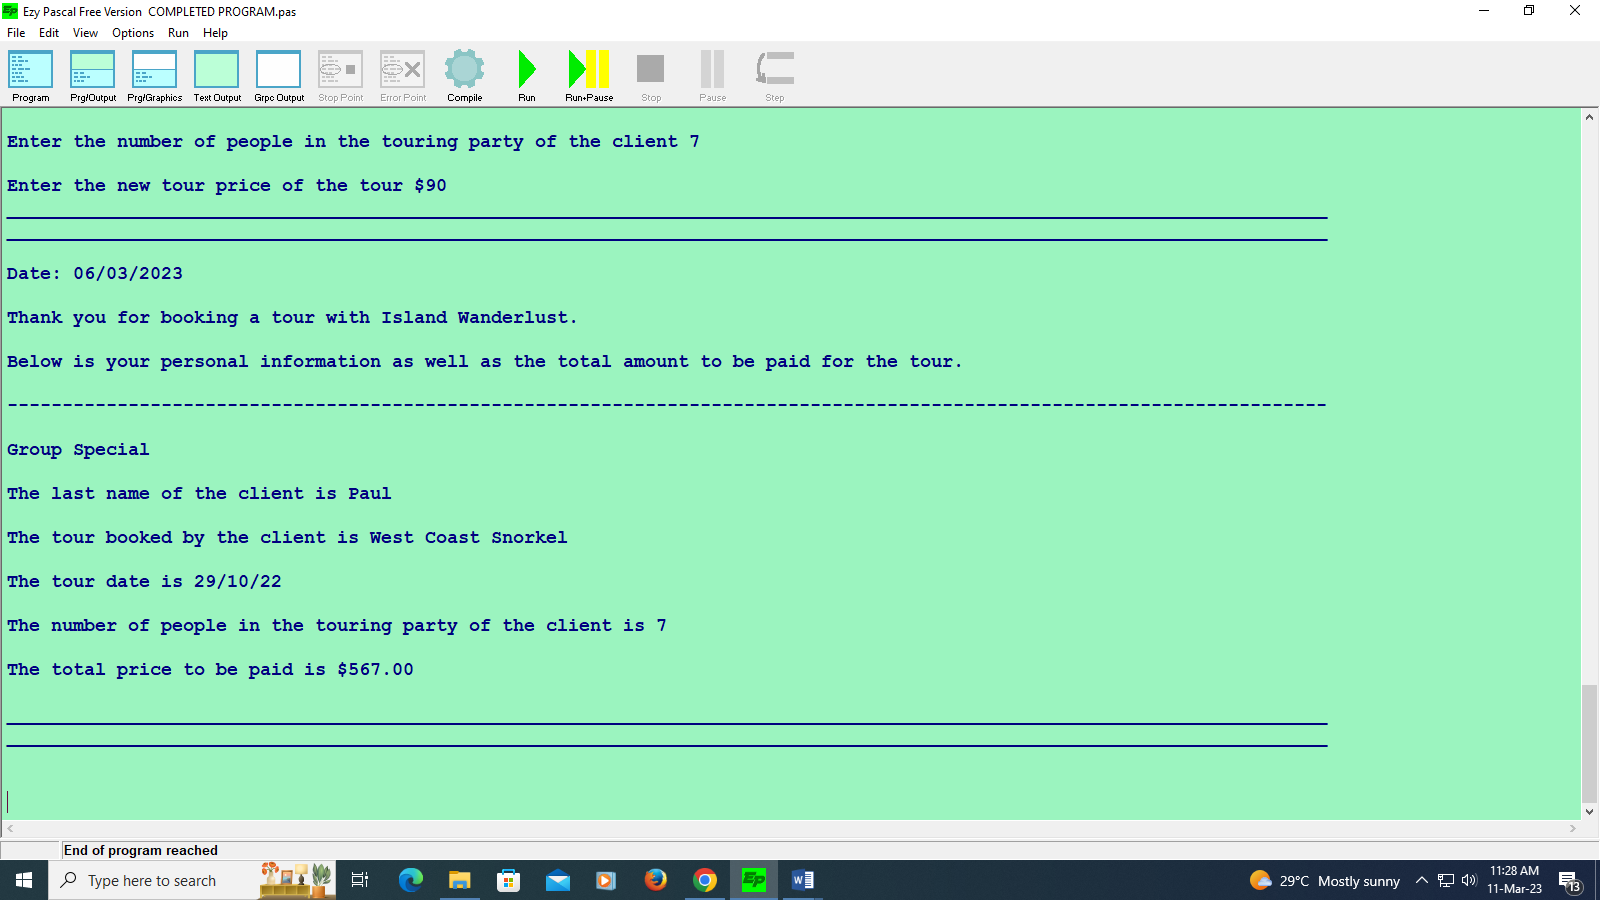 Ep Ezy Pascal Free Version COMPLETED PROGRAM.pas
File Edit View Options Run Help
Program Prg/Output Prg/Graphics Text Output Grpc Output Stop Point Error Point Compile Run Run+Pause Stop Pause Step
Enter the number of people in the touring party of the client 7
Enter the new tour price of the tour $90
Date: 06/03/2023
Thank you for booking a tour with Island Wanderlust.
Below is your personal information as well as the total amount to be paid for the tour.
------------------------------------------------------------------------------------------------------------------------
Group Special
The last name of the client is Paul
The tour booked by the client is West Coast Snorkel
The tour date is 29/10/22
The number of people in the touring party of the client is 7
The total price to be paid is $567.00
End of program reached
Type here to search Ep W 29°C Mostly sunny 11:28 AM
11-Mar-23 13